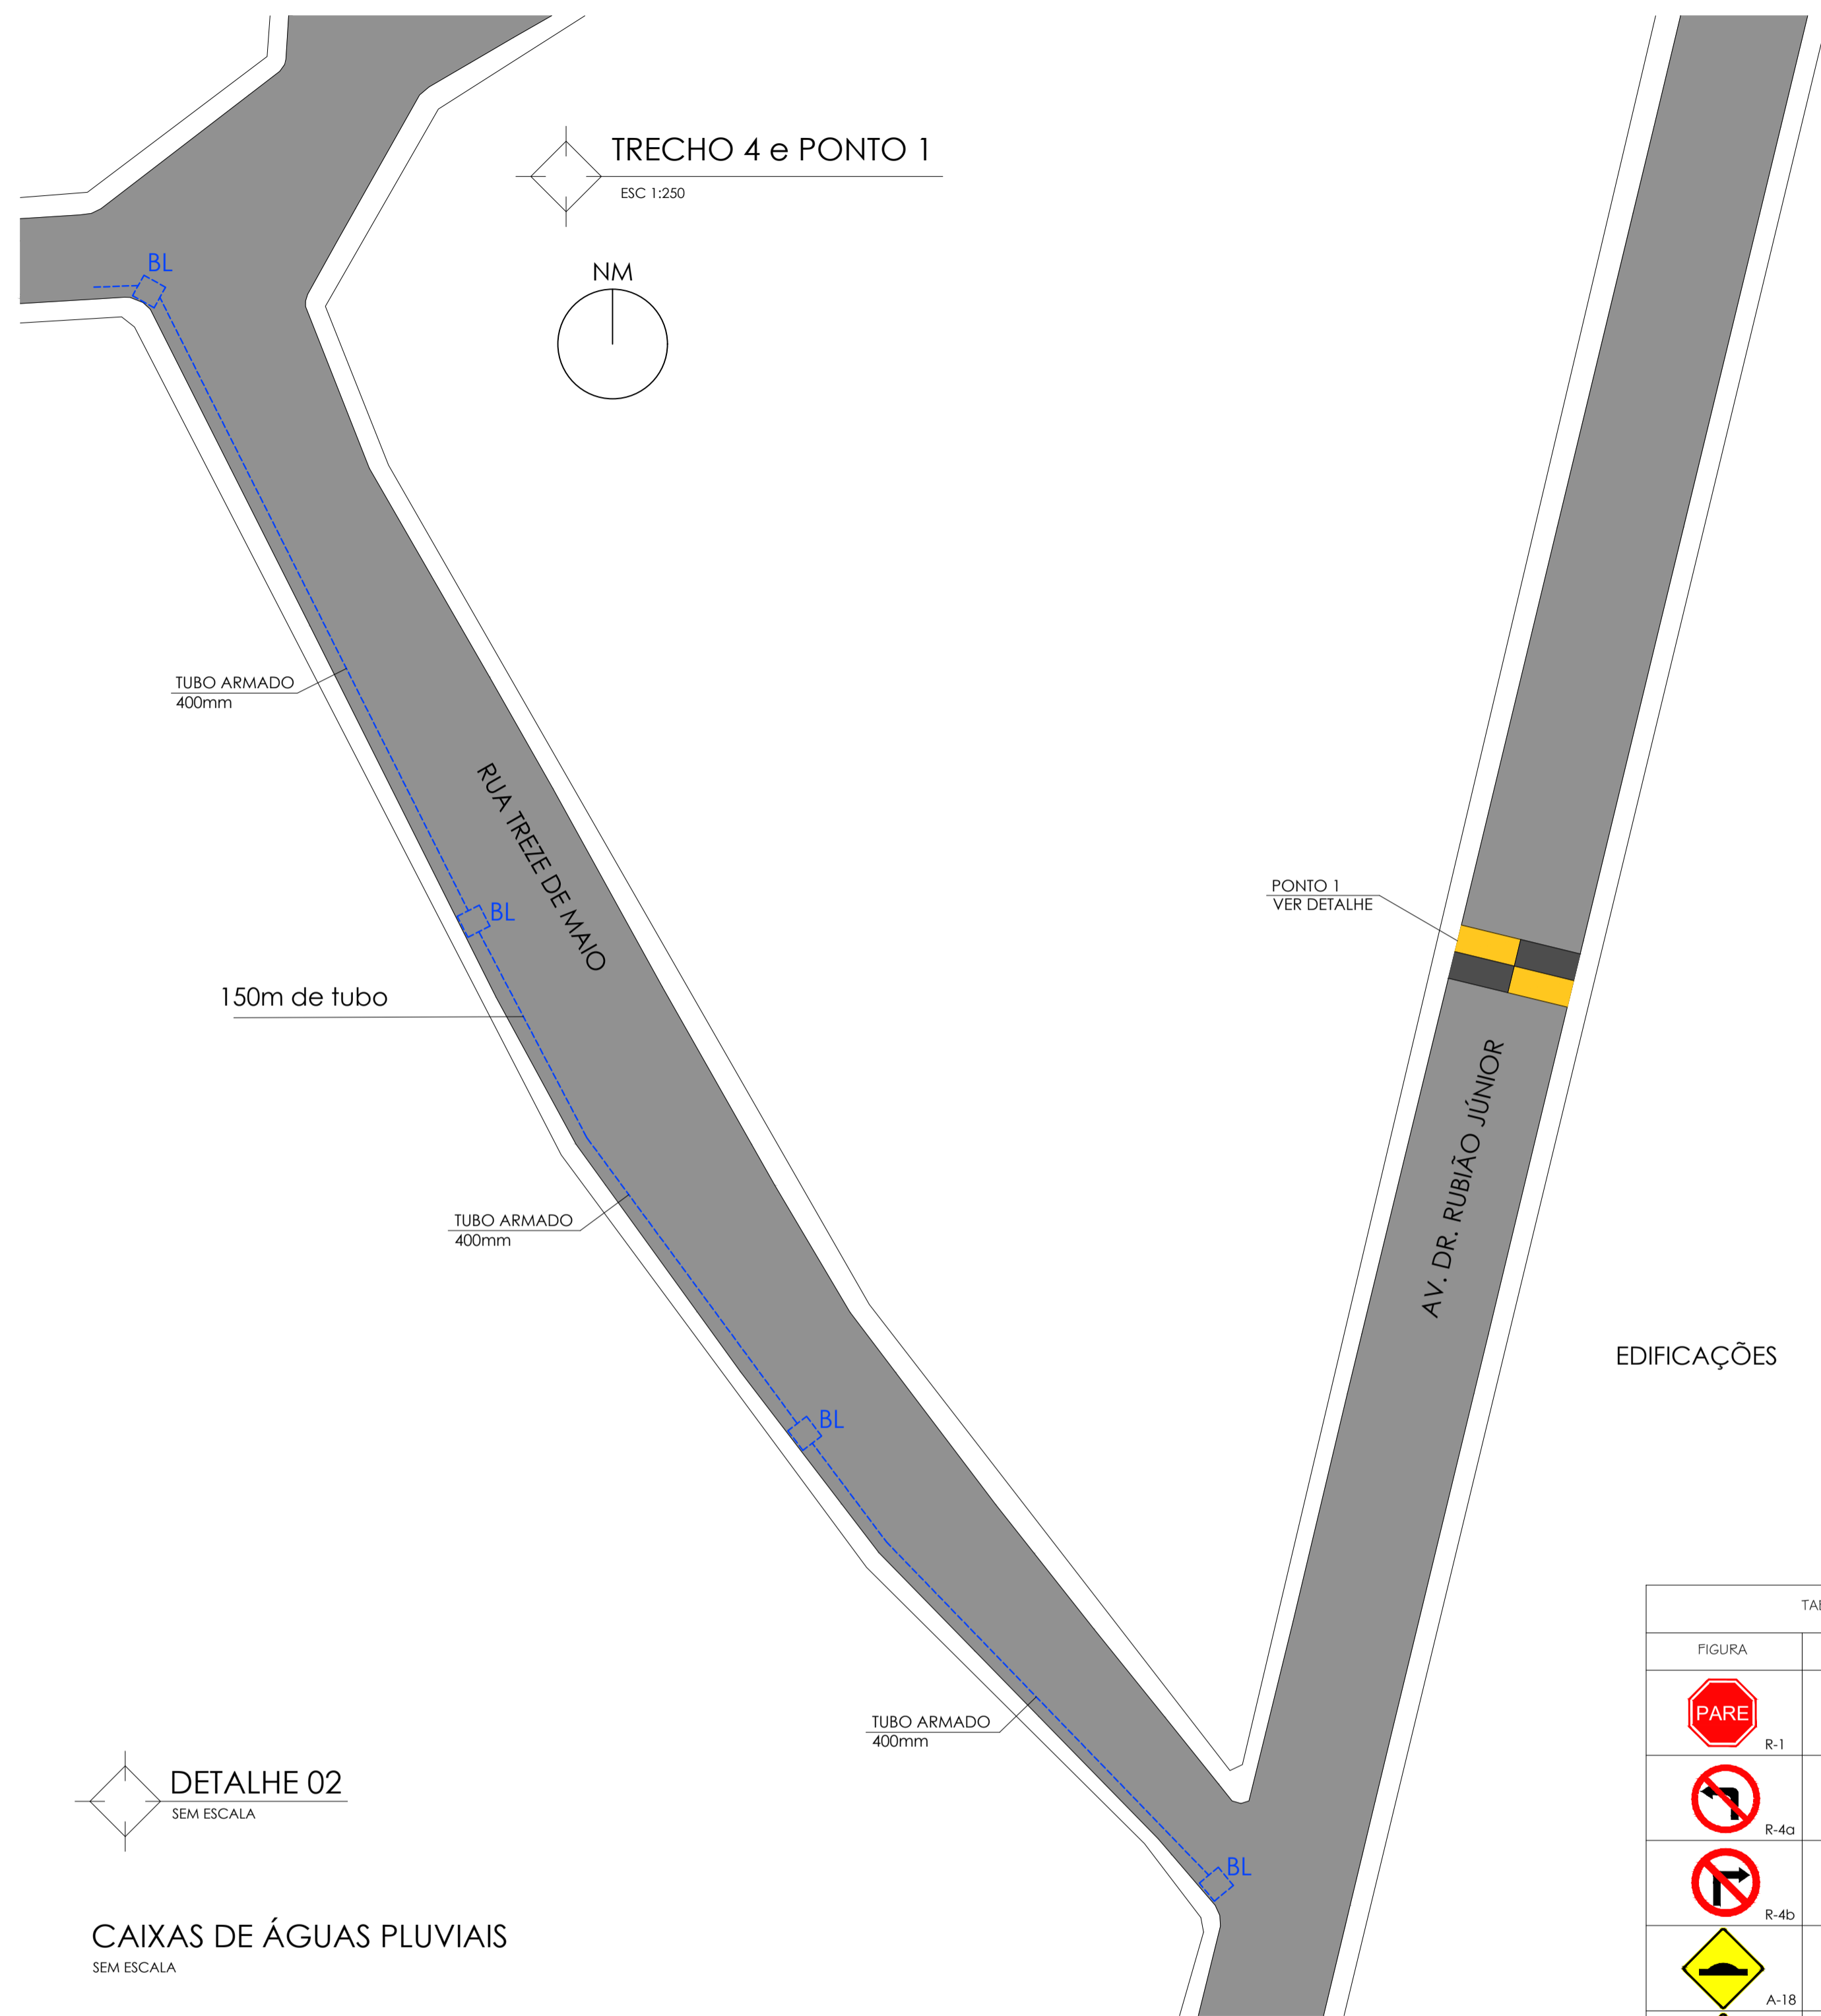 TRECHO 4 e PONTO 1
ESC 1:250
NM
BL
TUBO ARMADO
400mm
RUA TREZE DE MAIO
BL
150m de tubo
PONTO 1
VER DETALHE
AV. DR. RUBIÃO JÚNIOR
TUBO ARMADO
400mm
EDIFICAÇÕES
BL
TUBO ARMADO
400mm
BL
DETALHE 02
SEM ESCALA
CAIXAS DE ÁGUAS PLUVIAIS
SEM ESCALA
FIGURA
PARE
R-1
R-4a
R-4b
A-18